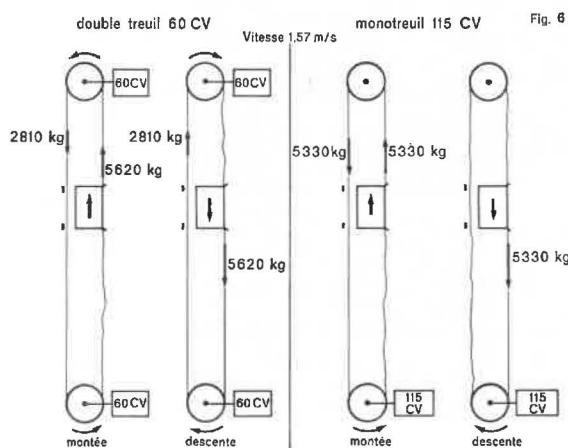 double treuil 60 CV
monotreuil 115 CV
Fig. 6
Vitesse 1,57 m/s
60CV
60CV
2810 kg
5620 kg
2810 kg
5620 kg
5330kg
5330 kg
5330 kg
60CV
60CV
115
CV
115
CV
montée
descente
montée
descente